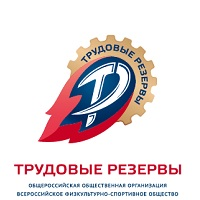 ТРУДОВЫЕ РЕЗЕРВЫ
ТРУДОВЫЕ РЕЗЕРВЫ
ОБЩЕРОССИЙСКАЯ ОБЩЕСТВЕННАЯ ОРГАНИЗАЦИЯ
ВСЕРОССИЙСКОЕ ФИЗКУЛЬТУРНО-СПОРТИВНОЕ ОБЩЕСТВО